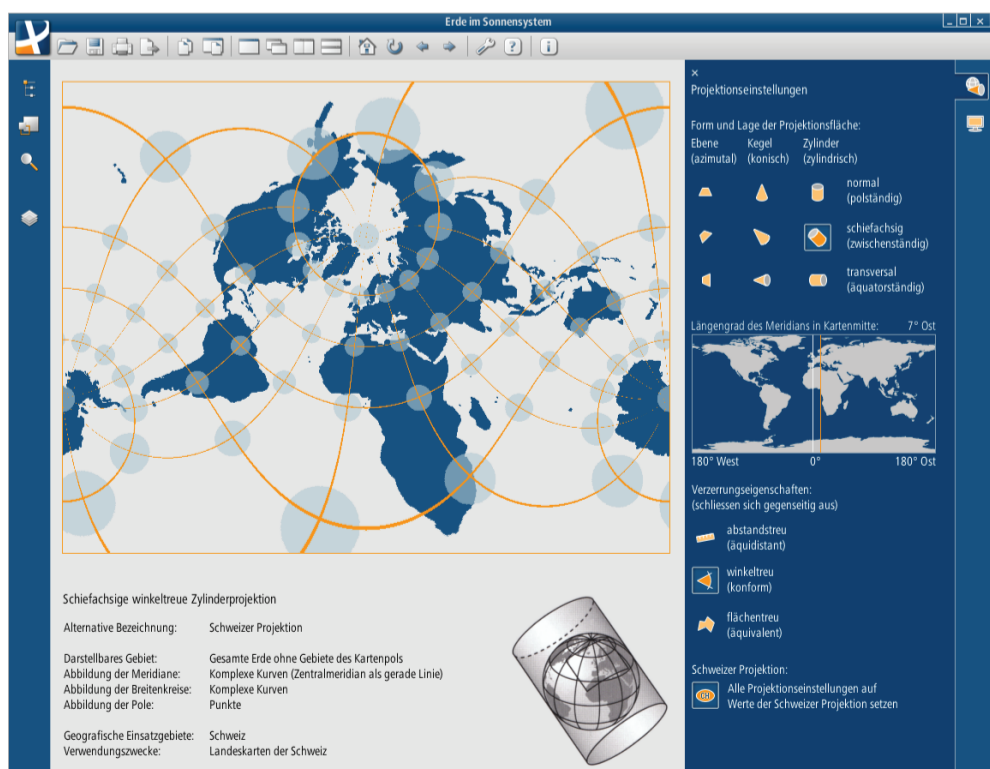 Erde im Sonnensystem
×
Projektionseinstellungen
Form und Lage der Projektionsfläche:
Ebene Kegel Zylinder
(azimutal) (konisch) (zylindrisch)
normal
(polständig)
schiefachsig
(zwischenständig)
transversal
(äquatorständig)
Längengrad des Meridians in Kartenmitte: 7° Ost
180° West 0° 180° Ost
Verzerrungseigenschaften:
(schliessen sich gegenseitig aus)
abstandstreu
(äquidistant)
winkeltreu
(konform)
flächentreu
(äquivalent)
Schweizer Projektion:
CH
Alle Projektionseinstellungen auf
Werte der Schweizer Projektion setzen
Schiefachsige winkeltreue Zylinderprojektion
Alternative Bezeichnung: Schweizer Projektion
Darstellbares Gebiet: Gesamte Erde ohne Gebiete des Kartenpols
Abbildung der Meridiane: Komplexe Kurven (Zentralmeridian als gerade Linie)
Abbildung der Breitenkreise: Komplexe Kurven
Abbildung der Pole: Punkte
Geografische Einsatzgebiete: Schweiz
Verwendungszwecke: Landeskarten der Schweiz